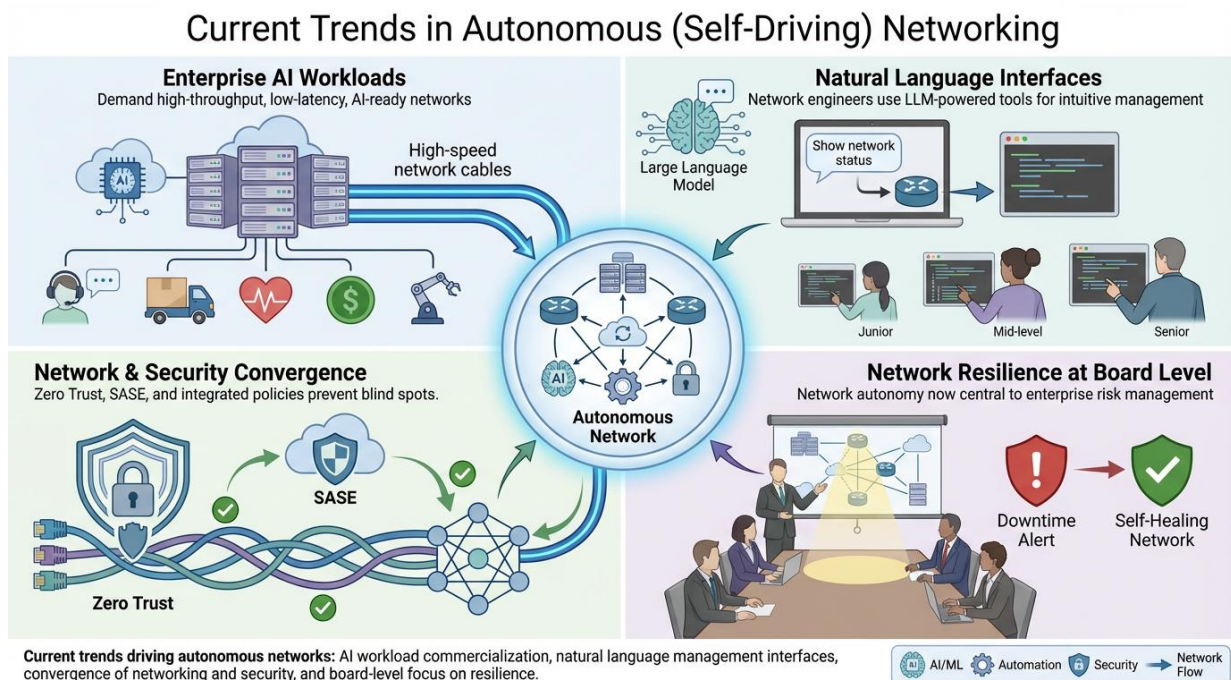 Current Trends in Autonomous (Self-Driving) Networking
Enterprise AI Workloads
Demand high-throughput, low-latency, AI-ready networks
AI
High-speed
network cables
$
Natural Language Interfaces
Network engineers use LLM-powered tools for intuitive management
Large Language
Model
Show network
status
Junior
Mid-level
Senior
AI
Autonomous
Network
Network & Security Convergence
Zero Trust, SASE, and integrated policies prevent blind spots.
SASE
Zero Trust
Network Resilience at Board Level
Network autonomy now central to enterprise risk management
!
Downtime
Alert
Self-Healing
Network
Current trends driving autonomous networks: AI workload commercialization, natural language management interfaces,
convergence of networking and security, and board-level focus on resilience.
AI
AI/ML
Automation
Security
Network
Flow